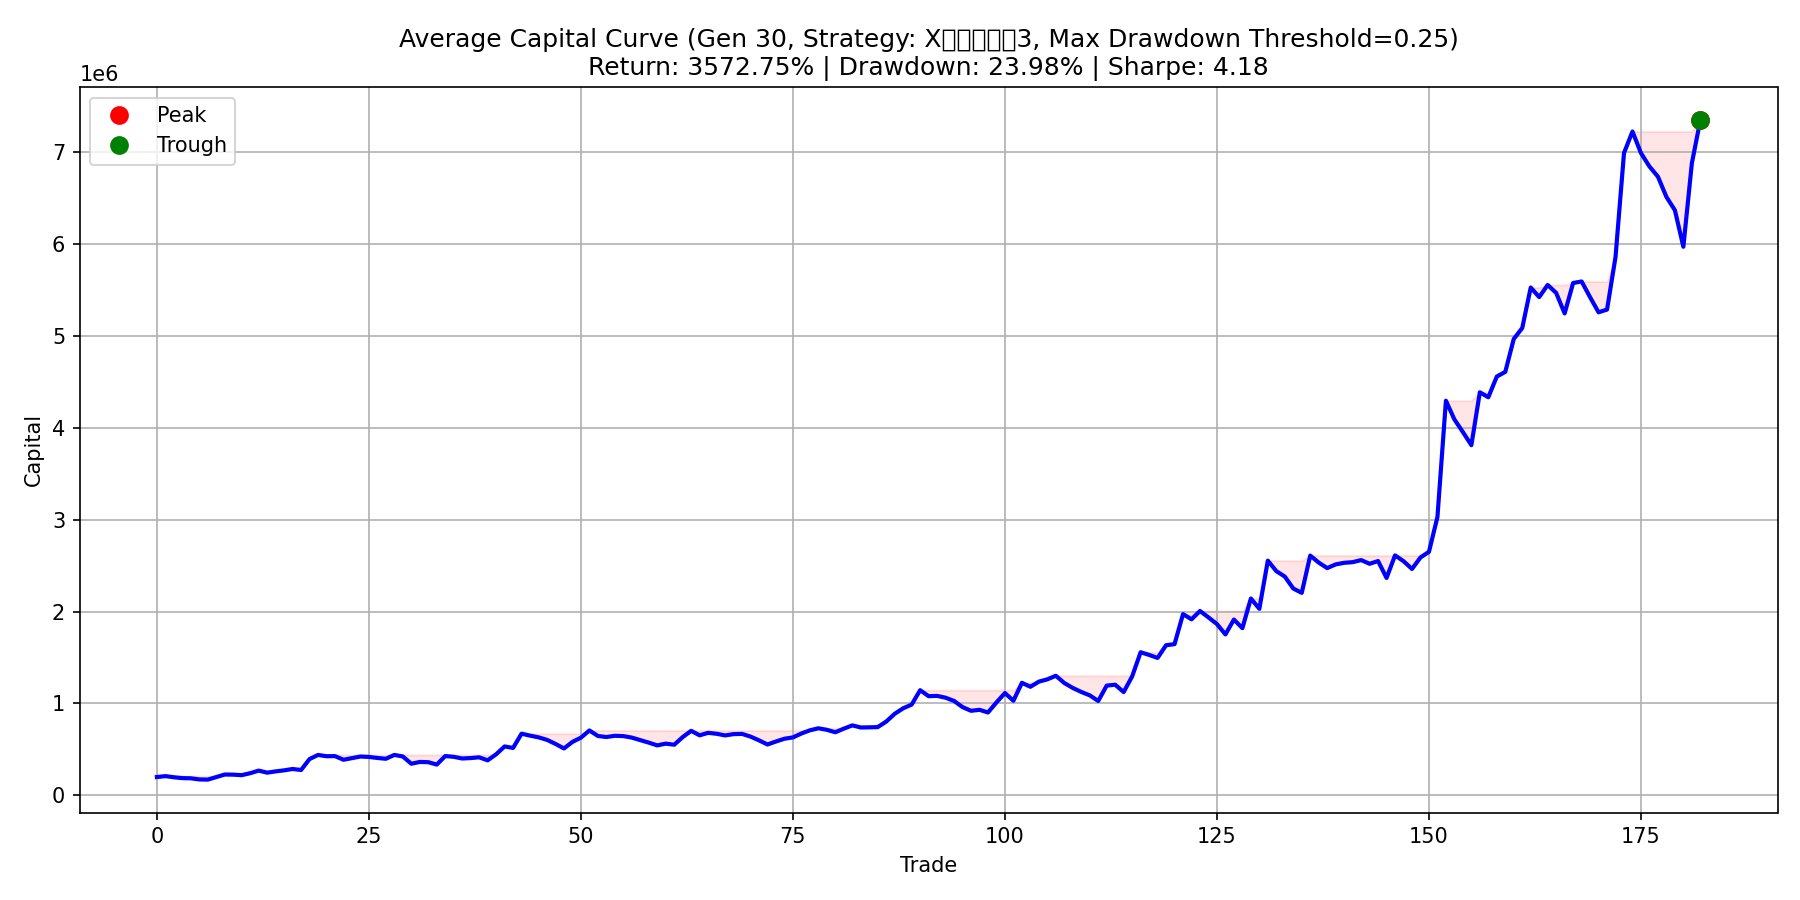 Average Capital Curve (Gen 30, Strategy: X□□□□□3, Max Drawdown Threshold=0.25)
Return: 3572.75% | Drawdown: 23.98% | Sharpe: 4.18
1e6
Peak
Trough
7
6
5
4
3
2
1
0
Capital
0 25 50 75 100 125 150 175
Trade